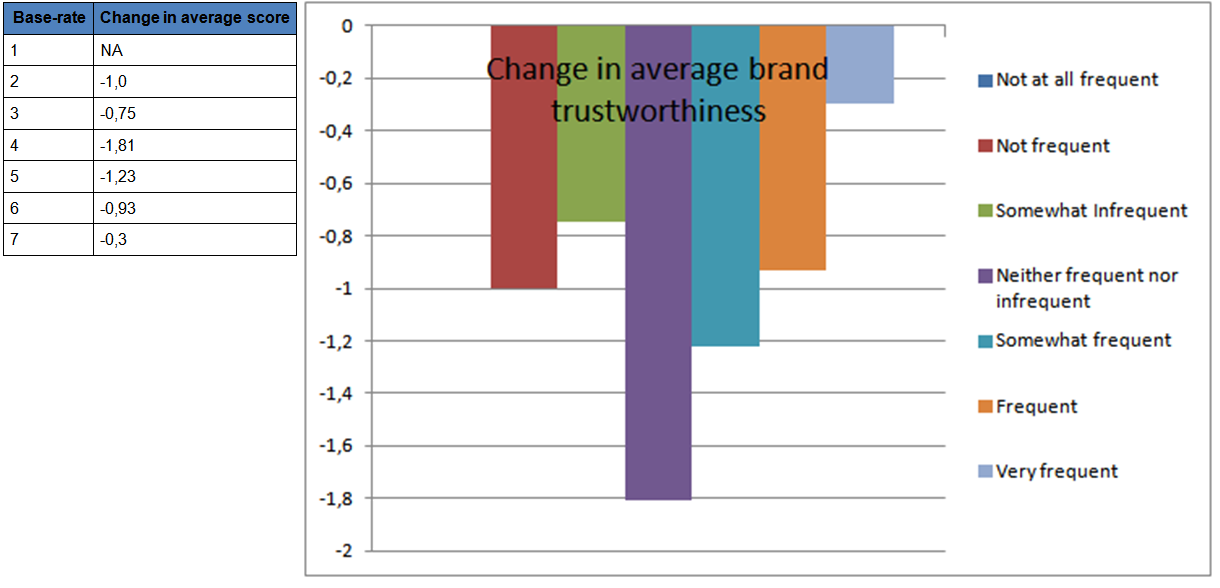 Base-rate Change in average score
1 NA
2 -1,0
3 -0,75
4 -1,81
5 -1,23
6 -0,93
7 -0,3
Change in average brand
trustworthiness
0
-0,2
-0,4
-0,6
-0,8
-1
-1,2
-1,4
-1,6
-1,8
-2
Not at all frequent
Not frequent
Somewhat Infrequent
Neither frequent nor
infrequent
Somewhat frequent
Frequent
Very frequent